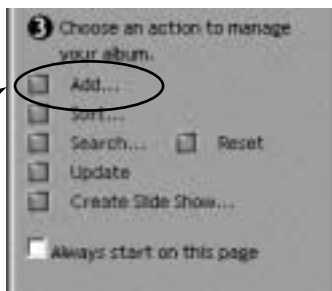 3 Choose an action to manage
your album.
Add...
Sort...
Search... Reset
Update
Create Slide Show...
Always start on this page